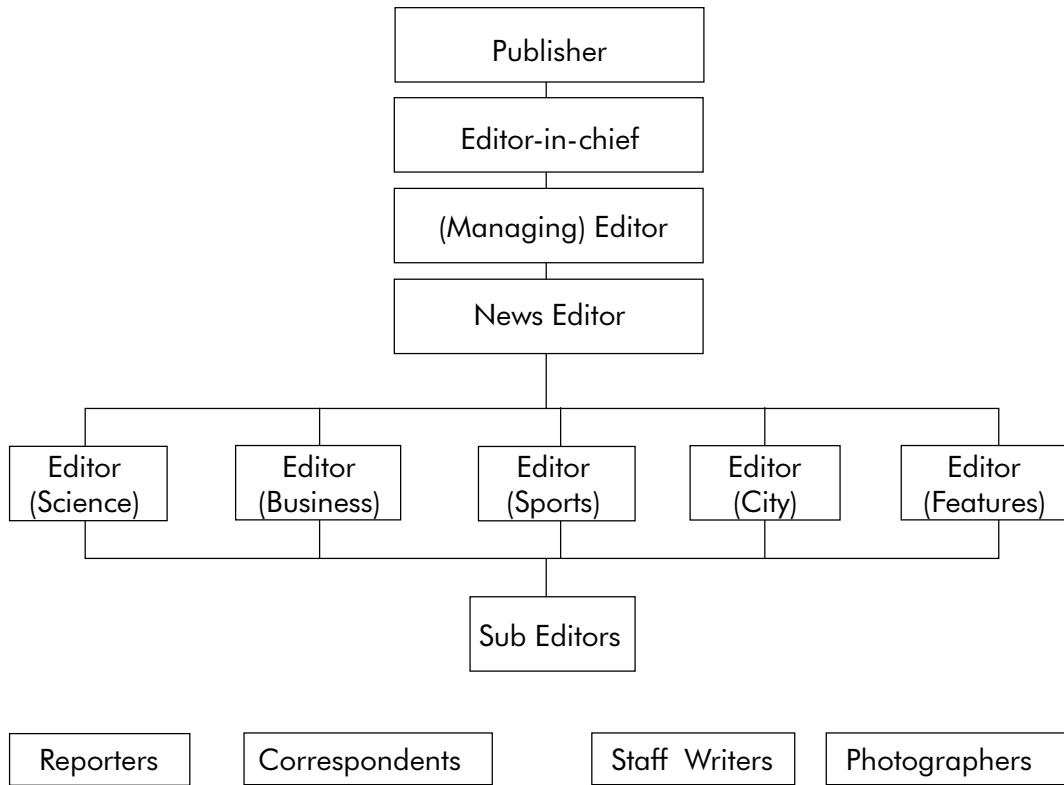 Publisher
Editor-in-chief
(Managing) Editor
News Editor
Editor
(Science)
Editor
(Business)
Editor
(Sports)
Editor
(City)
Editor
(Features)
Sub Editors
Reporters
Correspondents
Staff Writers
Photographers